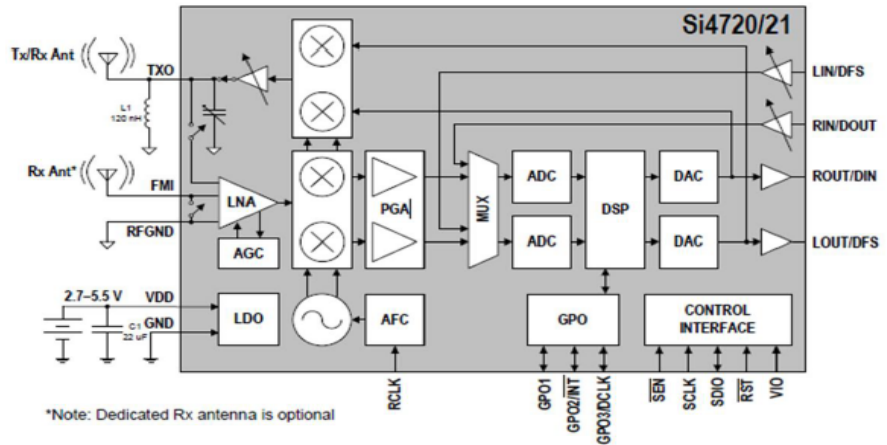 Si4720/21
Tx/Rx Ant
TXO
LIN/DFS
L1
120 nH
RIN/DOUT
Rx Ant*
FMI
LNA
PGA
MUX
ADC
DSP
DAC
ROUT/DIN
RFGND
AGC
ADC
DAC
LOUT/DFS
2.7–5.5 V
VDD
GND
C1
22 uF
LDO
AFC
GPO
CONTROL
INTERFACE
RCLK
GPO1
GPO2/INT
GPO3/DCLK
SEN
SCLK
SDIO
RST
VIO
*Note: Dedicated Rx antenna is optional